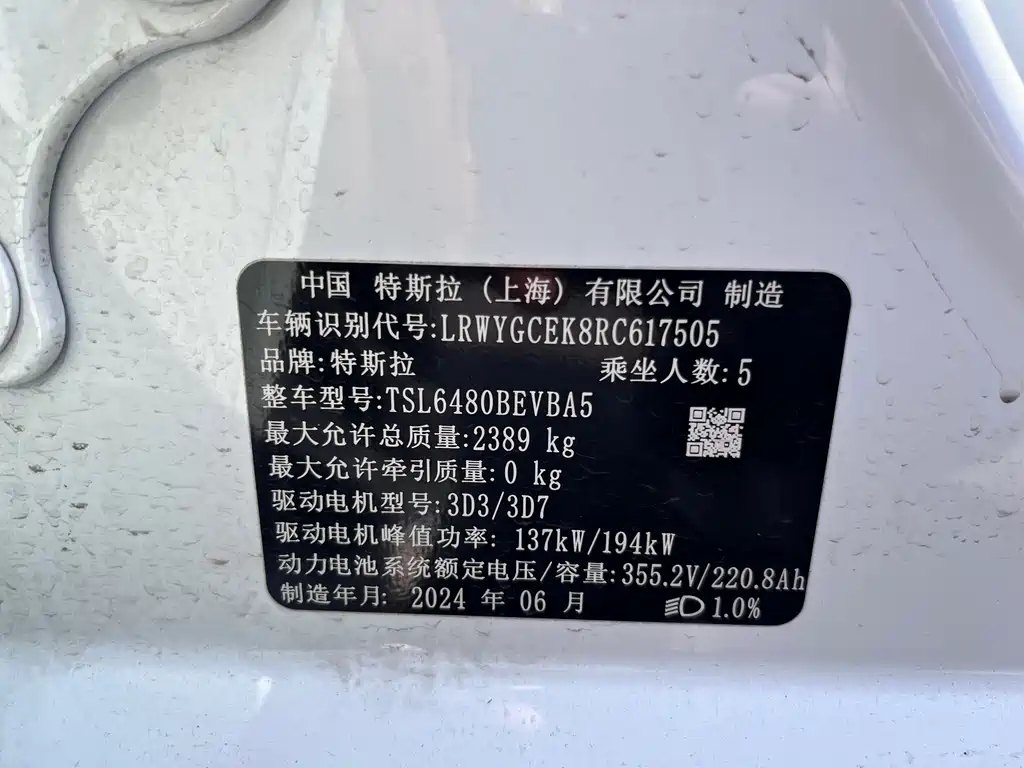 中国 特斯拉 (上海) 有限公司 制造
车辆识别代号:LRWYGCEK8RC617505
品牌:特斯拉 乘坐人数:5
整车型号:TSL6480BEVBA5
最大允许总质量:2389 kg
最大允许牵引质量:0 kg
驱动电机型号:3D3/3D7
驱动电机峰值功率: 137kW/194kW
动力电池系统额定电压/容量:355.2V/220.8Ah
制造年月: 2024 年 06 月 1.0%